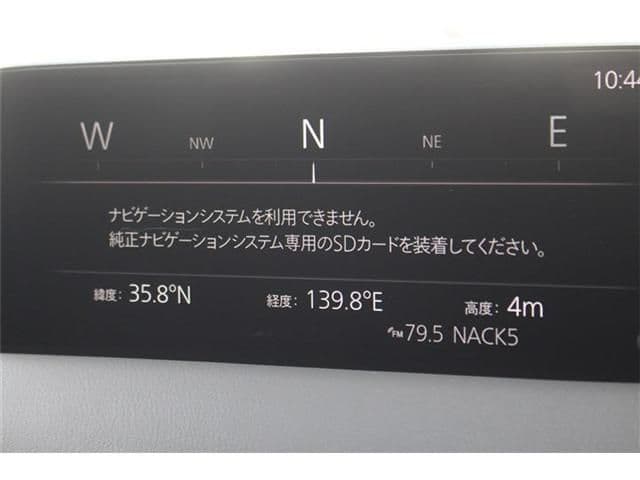 10:44
W NW N NE E
ナビゲーションシステムを利用できません。
純正ナビゲーションシステム専用のSDカードを装着してください。
緯度: 35.8°N 経度: 139.8°E 高度: 4m
FM 79.5 NACK5